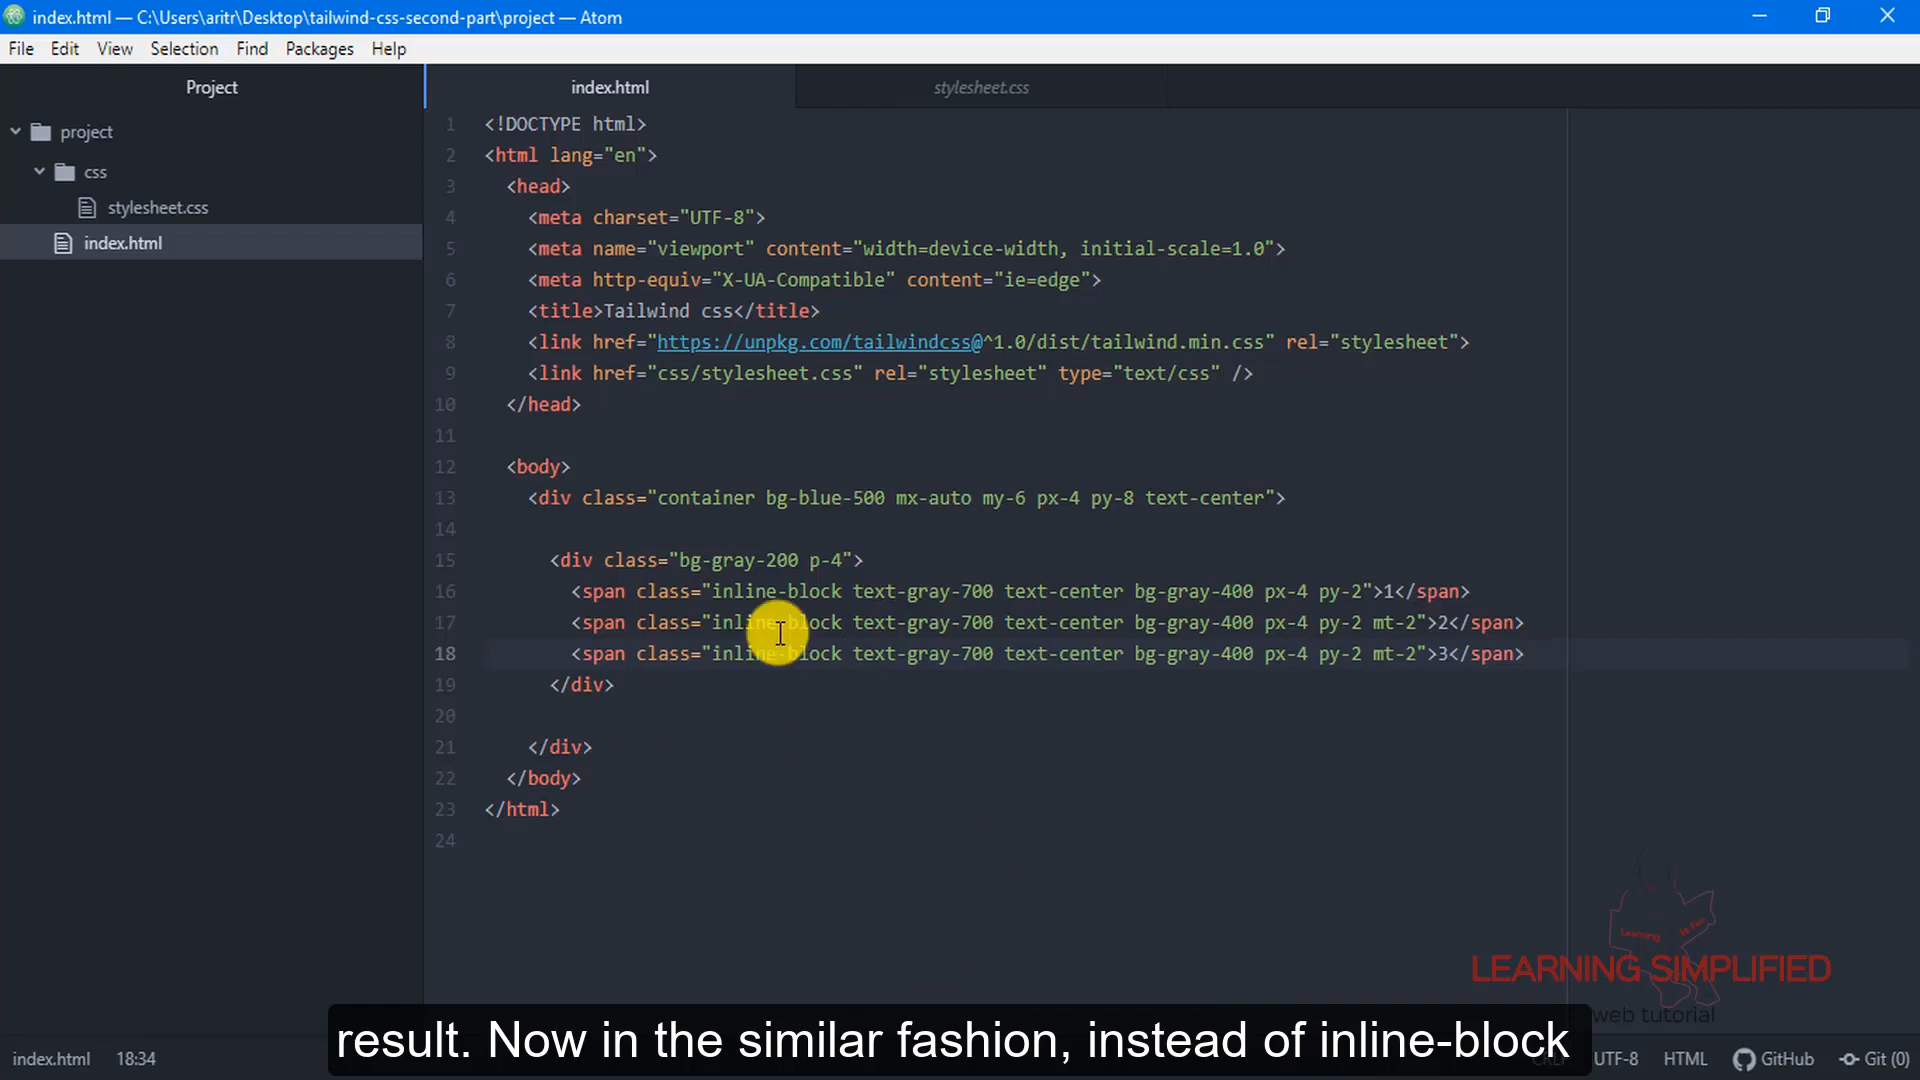 index.html — C:\Users\aritr\Desktop\tailwind-css-second-part\project — Atom
File Edit View Selection Find Packages Help
Project
index.html
stylesheet.css
project
css
stylesheet.css
index.html
1 <!DOCTYPE html>
2 <html lang="en">
3 <head>
4 <meta charset="UTF-8">
5 <meta name="viewport" content="width=device-width, initial-scale=1.0">
6 <meta http-equiv="X-UA-Compatible" content="ie=edge">
7 <title>Tailwind css</title>
8 <link href="https://unpkg.com/tailwindcss@^1.0/dist/tailwind.min.css" rel="stylesheet">
9 <link href="css/stylesheet.css" rel="stylesheet" type="text/css" />
10 </head>
11
12 <body>
13 <div class="container bg-blue-500 mx-auto my-6 px-4 py-8 text-center">
14
15 <div class="bg-gray-200 p-4">
16 <span class="inline-block text-gray-700 text-center bg-gray-400 px-4 py-2">1</span>
17 <span class="inline-block text-gray-700 text-center bg-gray-400 px-4 py-2 mt-2">2</span>
18 <span class="inline-block text-gray-700 text-center bg-gray-400 px-4 py-2 mt-2">3</span>
19 </div>
20
21 </div>
22 </body>
23 </html>
24
Learning Is Fun
LEARNING SIMPLIFIED
web tutorial
result. Now in the similar fashion, instead of inline-block
index.html 18:34
UTF-8 HTML GitHub Git (0)